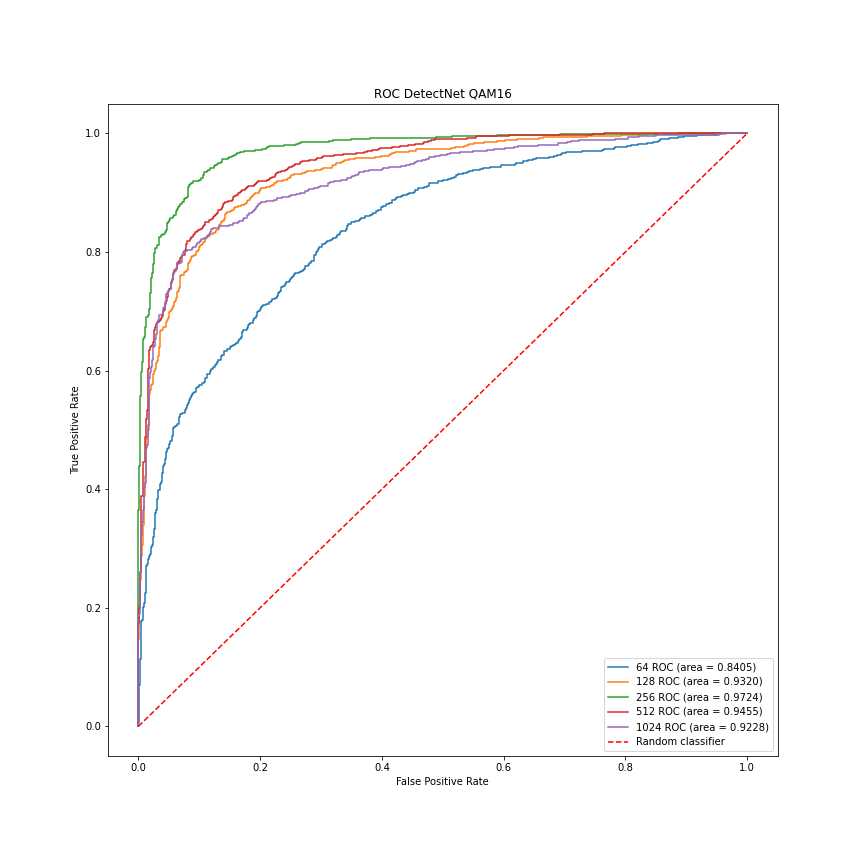 ROC DetectNet QAM16
True Positive Rate
1.0
0.8
0.6
0.4
0.2
0.0
0.0 0.2 0.4 0.6 0.8 1.0
False Positive Rate
64 ROC (area = 0.8405)
128 ROC (area = 0.9320)
256 ROC (area = 0.9724)
512 ROC (area = 0.9455)
1024 ROC (area = 0.9228)
Random classifier